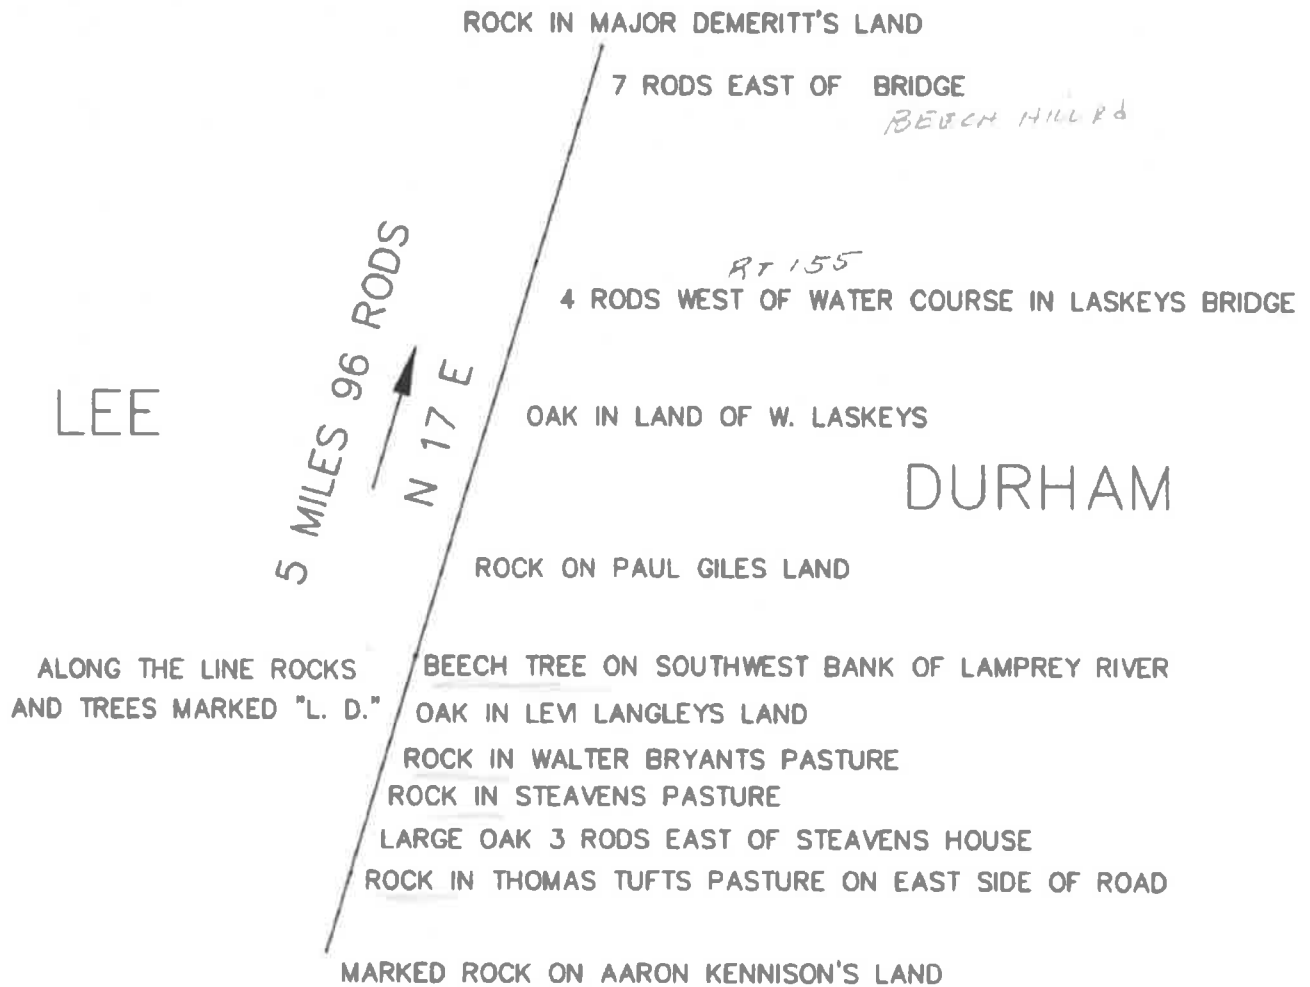 ROCK IN MAJOR DEMERITT'S LAND
7 RODS EAST OF BRIDGE
BEECH HILL Rd
RT 155
4 RODS WEST OF WATER COURSE IN LASKEYS BRIDGE
5 MILES 96 RODS
N 17 E
LEE
OAK IN LAND OF W. LASKEYS
DURHAM
ROCK ON PAUL GILES LAND
ALONG THE LINE ROCKS
AND TREES MARKED "L. D."
BEECH TREE ON SOUTHWEST BANK OF LAMPREY RIVER
OAK IN LEVI LANGLEYS LAND
ROCK IN WALTER BRYANTS PASTURE
ROCK IN STEAVENS PASTURE
LARGE OAK 3 RODS EAST OF STEAVENS HOUSE
ROCK IN THOMAS TUFTS PASTURE ON EAST SIDE OF ROAD
MARKED ROCK ON AARON KENNISON'S LAND